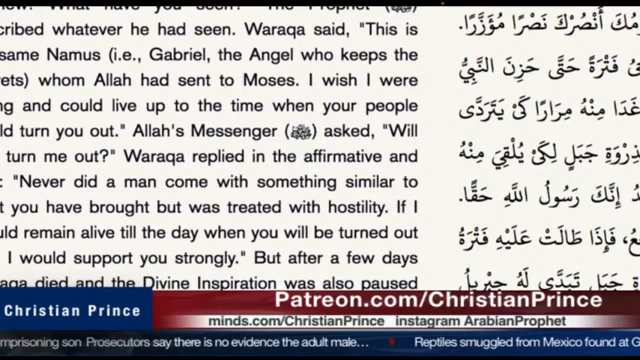 know? What have you seen?" The Prophet (ﷺ)
cribed whatever he had seen. Waraqa said, "This is
same Namus (i.e., Gabriel, the Angel who keeps the
rets) whom Allah had sent to Moses. I wish I were
ng and could live up to the time when your people
ld turn you out." Allah's Messenger (ﷺ) asked, "Will
turn me out?" Waraqa replied in the affirmative and
: "Never did a man come with something similar to
t you have brought but was treated with hostility. If I
uld remain alive till the day when you will be turned out
I would support you strongly." But after a few days
aqa died and the Divine Inspiration was also paused
مُكَ أَنْصُرْكَ نَصْرًا مُؤَزَّرًا.
ىُ فَتْرَةً حَتَّى حَزِنَ النَّبِيُّ
غَدَا مِنْهُ مِرَارًا كَىْ يَتَرَدَّى
ذِرْوَةِ جَبَلٍ لِكَىْ يُلْقِيَ مِنْهُ
دُ إِنَّكَ رَسُولُ اللَّهِ حَقًّا.
عُ، فَإِذَا طَالَتْ عَلَيْهِ فَتْرَةُ
ةِ جَبَلٍ تَبَدَّى لَهُ جِبْرِيلُ
Christian Prince
Patreon.com/ChristianPrince
minds.com/ChristianPrince instagram ArabianProphet
mprisoning son Prosecutors say there is no evidence the adult male... • Reptiles smuggled from Mexico found at G